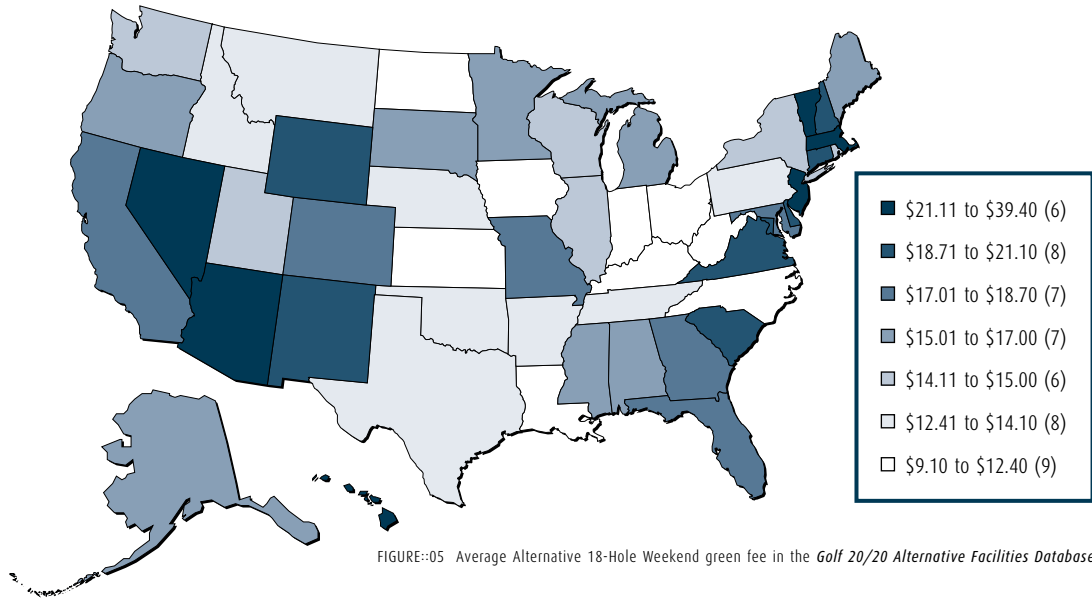 $21.11 to $39.40 (6)
$18.71 to $21.10 (8)
$17.01 to $18.70 (7)
$15.01 to $17.00 (7)
$14.11 to $15.00 (6)
$12.41 to $14.10 (8)
$9.10 to $12.40 (9)
FIGURE::05 Average Alternative 18-Hole Weekend green fee in the Golf 20/20 Alternative Facilities Database